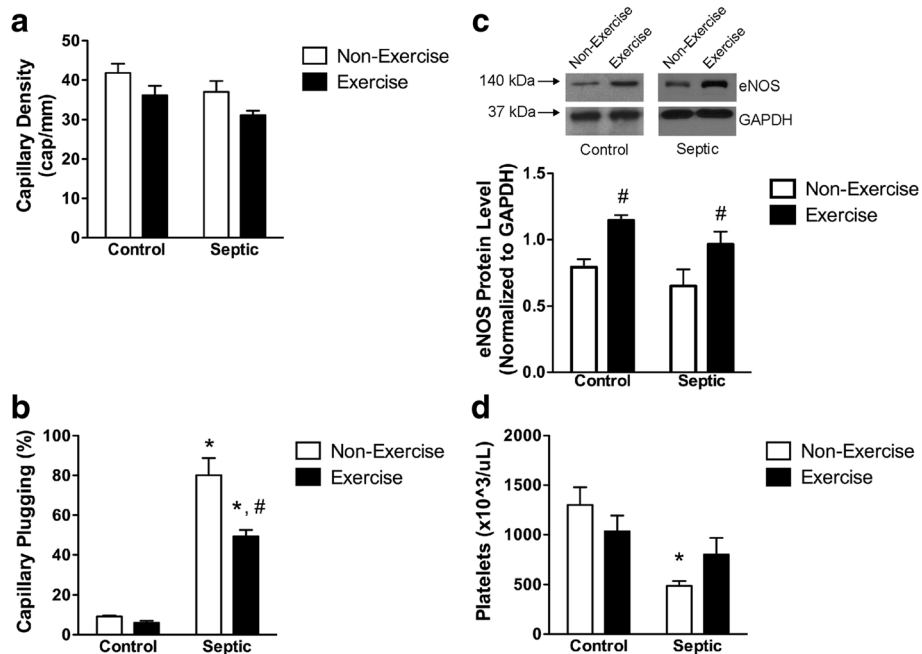 a
Capillary Density
(cap/mm)
50
40
30
20
10
0
Control
Septic
Non-Exercise
Exercise
b
Capillary Plugging (%)
100
80
60
40
20
0
*
*, #
Control
Septic
Non-Exercise
Exercise
c
Non-Exercise
Exercise
Non-Exercise
Exercise
140 kDa
eNOS
37 kDa
GAPDH
Control
Septic
eNOS Protein Level
(Normalized to GAPDH)
1.5
1.0
0.5
0.0
#
#
Control
Septic
Non-Exercise
Exercise
d
Platelets (x10^3/uL)
2000
1500
1000
500
0
*
Control
Septic
Non-Exercise
Exercise